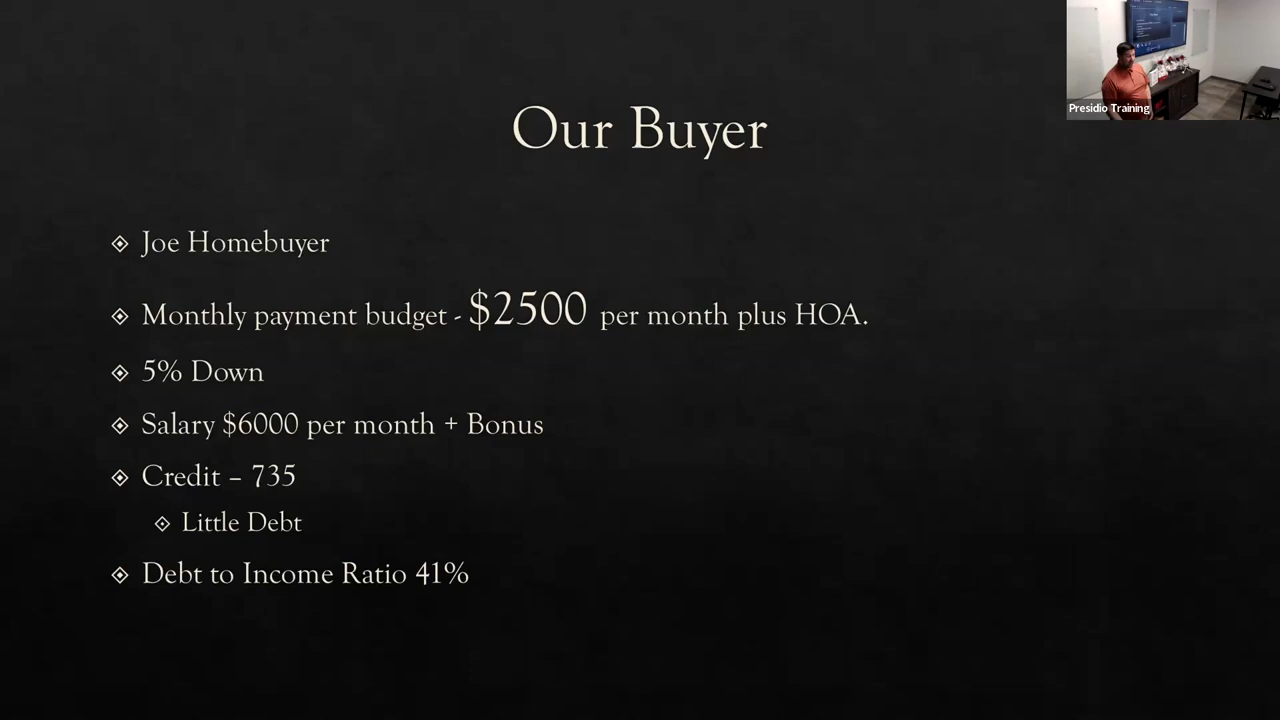 Presidio Training
Our Buyer
Joe Homebuyer
Monthly payment budget - $2500 per month plus HOA.
5% Down
Salary $6000 per month + Bonus
Credit – 735
Little Debt
Debt to Income Ratio 41%